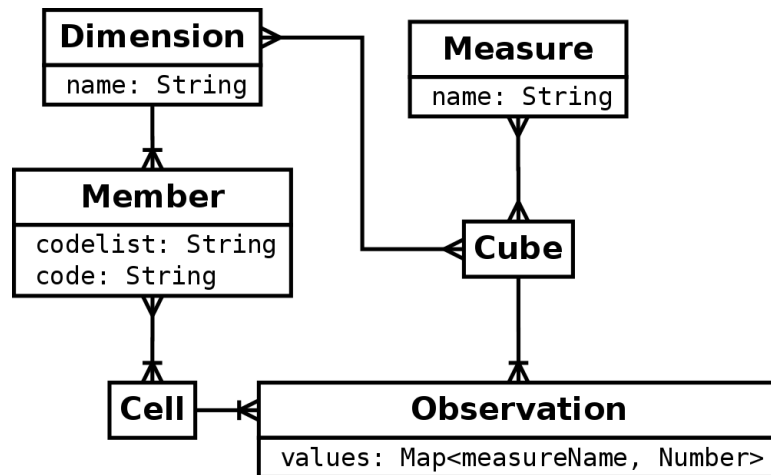 Dimension
name: String
Measure
name: String
Member
codelist: String
code: String
Cube
Cell
Observation
values: Map<measureName, Number>